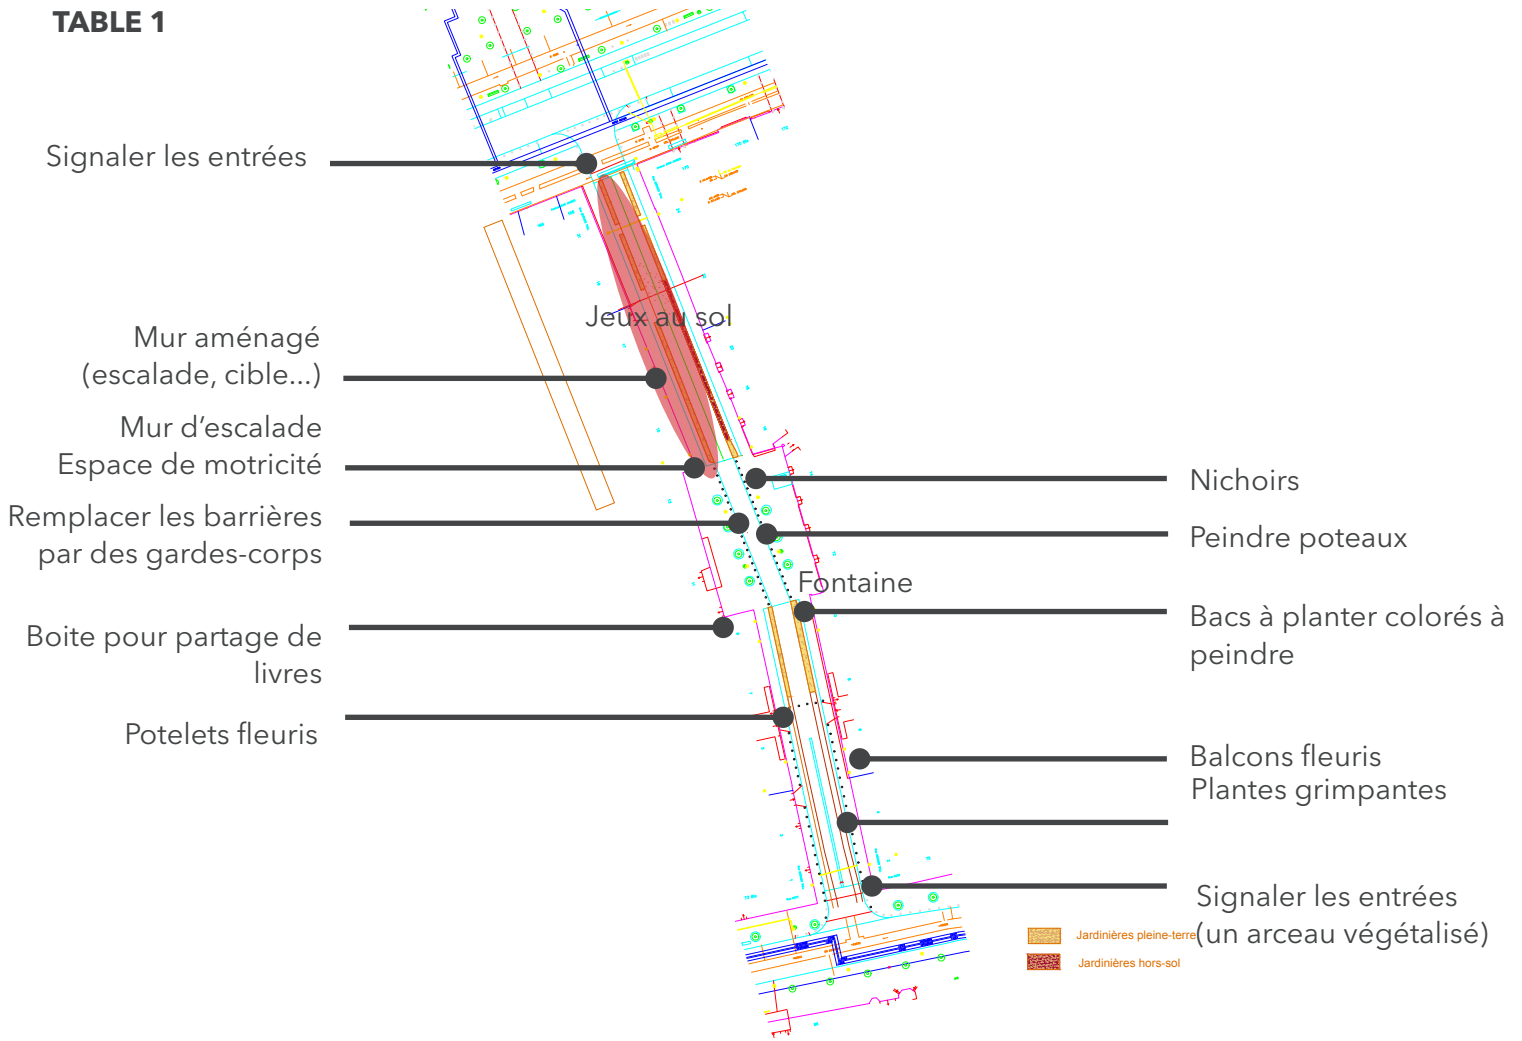 TABLE 1
Signaler les entrées
Jeux au sol
Mur aménagé
(escalade, cible...)
Mur d’escalade
Espace de motricité
Remplacer les barrières
par des gardes-corps
Boite pour partage de
livres
Potelets fleuris
Nichoirs
Peindre poteaux
Fontaine
Bacs à planter colorés à
peindre
Balcons fleuris
Plantes grimpantes
Signaler les entrées
(un arceau végétalisé)
Jardinières pleine-terre
Jardinières hors-sol